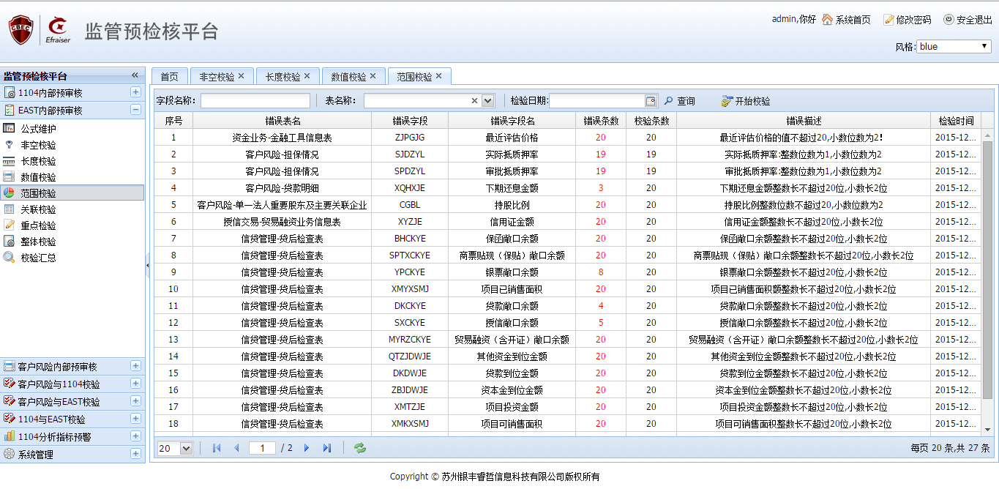 CBEC
Efraiser
监管预检核平台
admin,你好 系统首页 修改密码 安全退出
风格: blue
监管预检核平台
1104内部预审核
EAST内部预审核
公式维护
非空校验
长度校验
数值校验
范围校验
关联校验
重点检验
整体校验
校验汇总
客户风险内部预审核
客户风险与1104校验
客户风险与EAST校验
1104与EAST校验
1104分析指标预警
系统管理
首页 非空校验 长度校验 数值校验 范围校验
字段名称: 表名称: 检验日期: 查询 开始校验
序号 错误表名 错误字段 错误字段名 错误条数 校验条数 错误描述 检验时间
1 资金业务-金融工具信息表 ZJPGJG 最近评估价格 20 20 最近评估价格的值不超过20,小数位数为2! 2015-12...
2 客户风险-担保情况 SJDZYL 实际抵质押率 19 19 实际抵质押率:整数位数为1,小数位数为2 2015-12...
3 客户风险-担保情况 SPDZYL 审批抵质押率 19 19 审批抵质押率:整数位数为1,小数位数为2 2015-12...
4 客户风险-贷款明细 XQHXJE 下期还息金额 3 20 下期还息金额整数长不超过20位,小数长2位 2015-12...
5 客户风险-单一法人重要股东及主要关联企业 CGBL 持股比例 20 20 持股比例整数位数不超过20,小数位数为2 2015-12...
6 授信交易-贸易融资业务信息表 XYZJE 信用证金额 20 20 信用证金额整数长不超过20位,小数长2位 2015-12...
7 信贷管理-贷后检查表 BHCKYE 保函敞口余额 20 20 保函敞口余额整数长不超过20位,小数长2位 2015-12...
8 信贷管理-贷后检查表 SPTXCKYE 商票贴现（保贴）敞口余额 20 20 商票贴现（保贴）敞口余额整数长不超过20位,小数长2位 2015-12...
9 信贷管理-贷后检查表 YPCKYE 银票敞口余额 8 20 银票敞口余额整数长不超过20位,小数长2位 2015-12...
10 信贷管理-贷后检查表 XMYXSMJ 项目已销售面积 20 20 项目已销售面积额整数长不超过20位,小数长2位 2015-12...
11 信贷管理-贷后检查表 DKCKYE 贷款敞口余额 4 20 贷款敞口余额整数长不超过20位,小数长2位 2015-12...
12 信贷管理-贷后检查表 SXCKYE 授信敞口余额 5 20 授信敞口余额整数长不超过20位,小数长2位 2015-12...
13 信贷管理-贷后检查表 MYRZCKYE 贸易融资（含开证）敞口余额 20 20 贸易融资（含开证）敞口余额整数长不超过20位,小数长2位 2015-12...
14 信贷管理-贷后检查表 QTZJDWJE 其他资金到位金额 20 20 其他资金到位金额整数长不超过20位,小数长2位 2015-12...
15 信贷管理-贷后检查表 DKDWJE 贷款到位金额 20 20 贷款到位金额整数长不超过20位,小数长2位 2015-12...
16 信贷管理-贷后检查表 ZBJDWJE 资本金到位金额 20 20 资本金到位金额整数长不超过20位,小数长2位 2015-12...
17 信贷管理-贷后检查表 XMTZJE 项目投资金额 20 20 项目投资金额整数长不超过20位,小数长2位 2015-12...
18 信贷管理-贷后检查表 XMKXSMJ 项目可销售面积 20 20 项目可销售面积整数长不超过20位,小数长2位 2015-12...
20 1 / 2 每页 20 条,共 27 条
Copyright © 苏州银丰睿哲信息科技有限公司版权所有